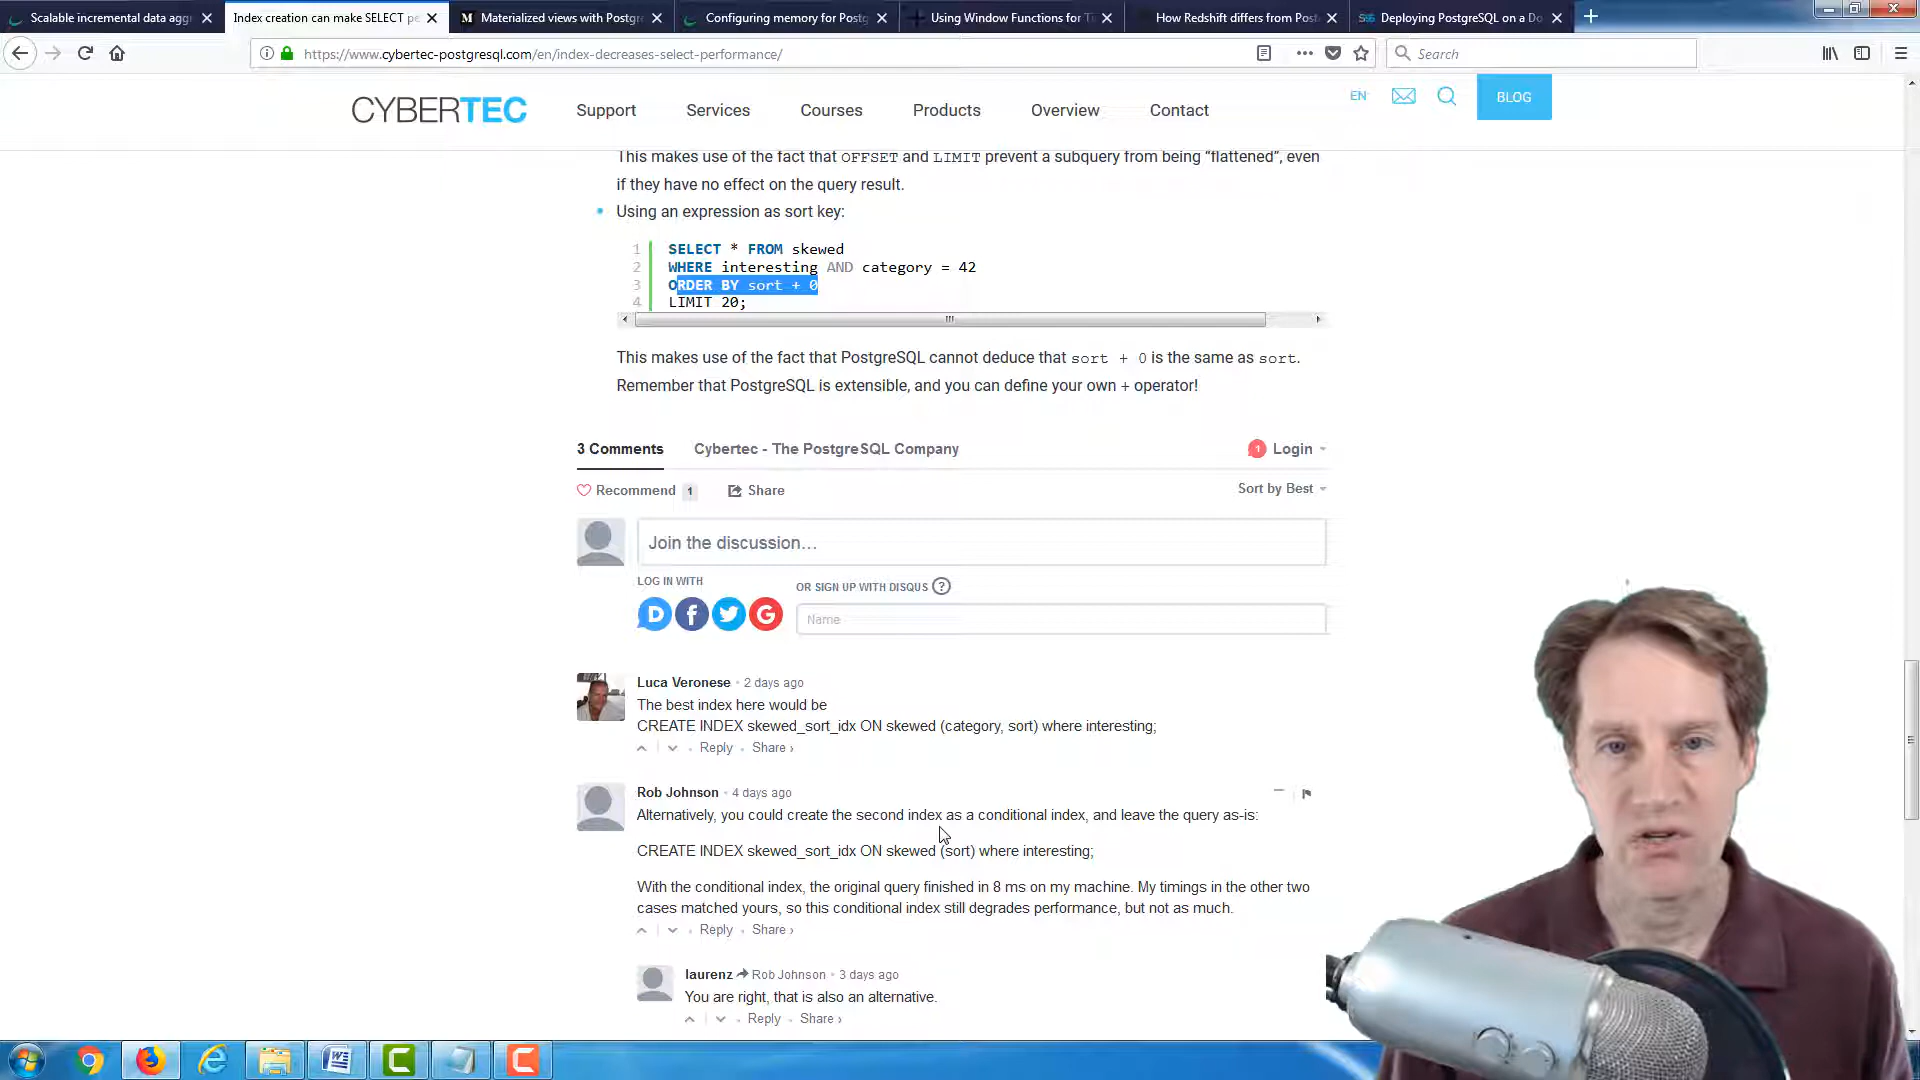 Scalable incremental data aggr
Index creation can make SELECT pe
Materialized views with Postgre
Configuring memory for Postg
Using Window Functions for Ti
How Redshift differs from Post
Deploying PostgreSQL on a Do
https://www.cybertec-postgresql.com/en/index-decreases-select-performance/
Search
CYBERTEC
Support
Services
Courses
Products
Overview
Contact
EN
BLOG
This makes use of the fact that OFFSET and LIMIT prevent a subquery from being “flattened”, even
if they have no effect on the query result.
Using an expression as sort key:
1 SELECT * FROM skewed
2 WHERE interesting AND category = 42
3 ORDER BY sort + 0
4 LIMIT 20;
This makes use of the fact that PostgreSQL cannot deduce that sort + 0 is the same as sort.
Remember that PostgreSQL is extensible, and you can define your own + operator!
3 Comments
Cybertec - The PostgreSQL Company
1 Login
Recommend 1
Share
Sort by Best
Join the discussion…
LOG IN WITH
OR SIGN UP WITH DISQUS ?
Name
Luca Veronese • 2 days ago
The best index here would be
CREATE INDEX skewed_sort_idx ON skewed (category, sort) where interesting;
Reply • Share ›
Rob Johnson • 4 days ago
Alternatively, you could create the second index as a conditional index, and leave the query as-is:
CREATE INDEX skewed_sort_idx ON skewed (sort) where interesting;
With the conditional index, the original query finished in 8 ms on my machine. My timings in the other two
cases matched yours, so this conditional index still degrades performance, but not as much.
Reply • Share ›
laurenz Rob Johnson • 3 days ago
You are right, that is also an alternative.
Reply • Share ›